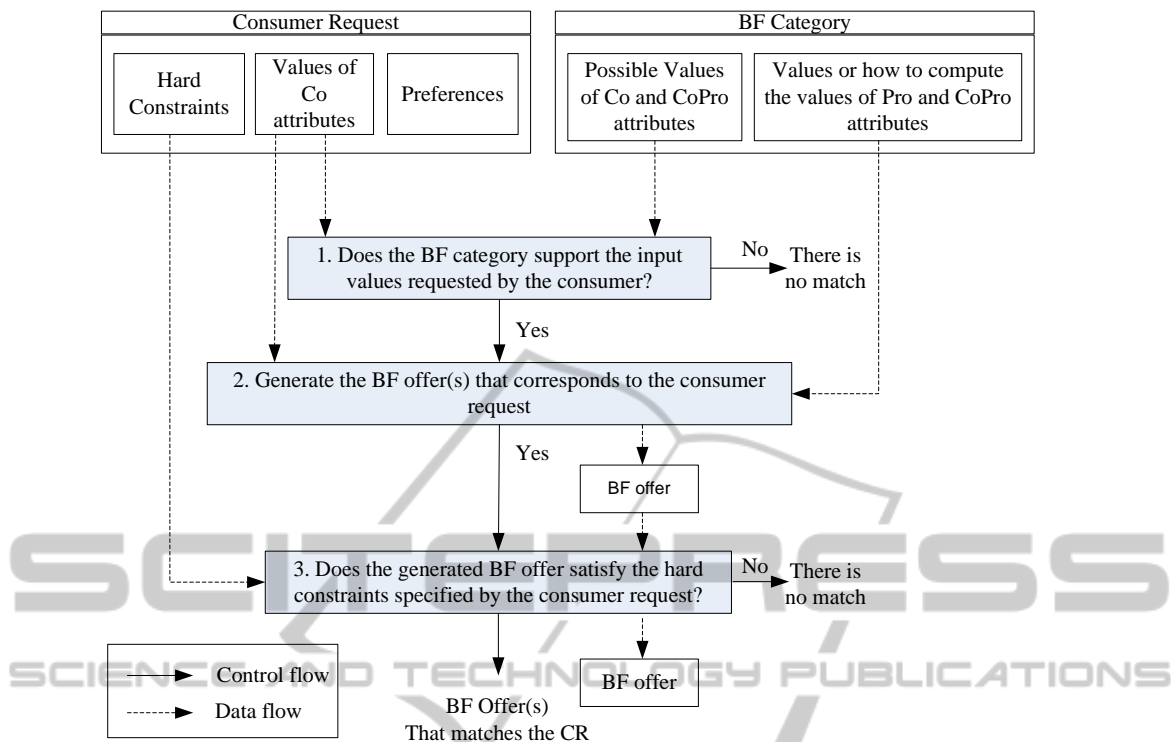 Consumer Request
BF Category
Hard
Constraints
Values of
Co
attributes
Preferences
Possible Values
of Co and CoPro
attributes
Values or how to compute
the values of Pro and CoPro
attributes
1. Does the BF category support the input
values requested by the consumer?
No
There is
no match
Yes
2. Generate the BF offer(s) that corresponds to the consumer
request
Yes
BF offer
3. Does the generated BF offer satisfy the hard
constraints specified by the consumer request?
No
There is
no match
SCITEPRESS
SCIENCE AND TECHNOLOGY PUBLICATIONS
Control flow
Data flow
BF offer
BF Offer(s)
That matches the CR